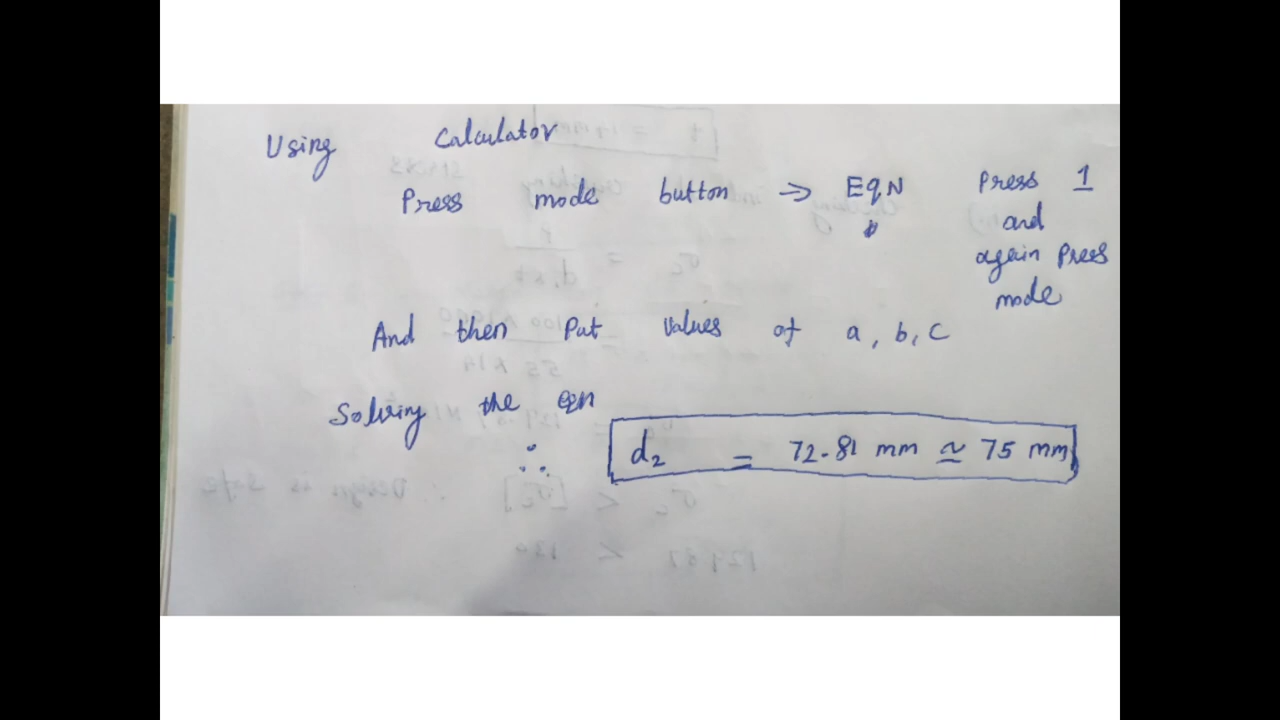 Using Calculator
Press mode button ⇒ EQN Press 1
and
again Press
mode
And then Put values of a, b, c
Solving the eqn
∴ d2 = 72.81 mm ≃ 75 mm